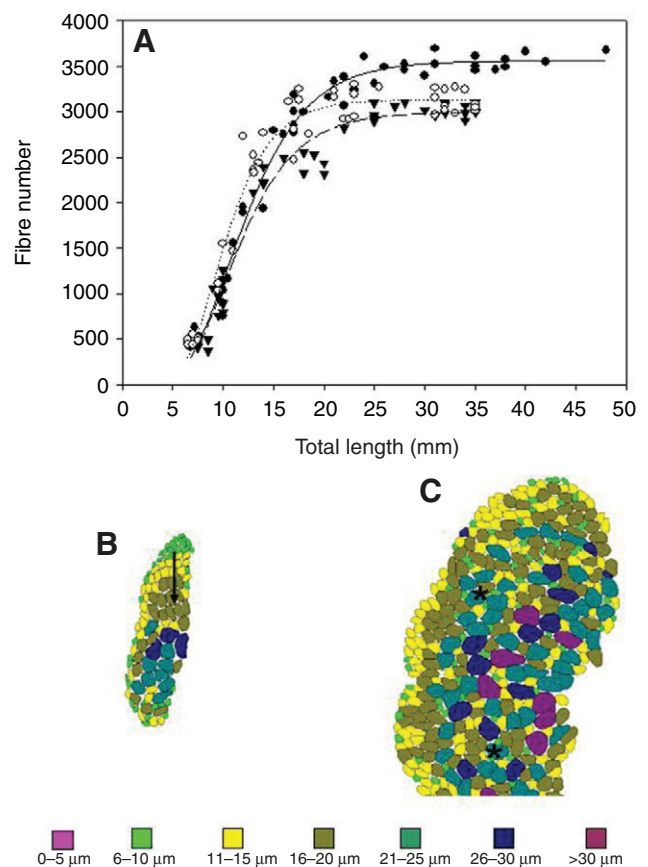 A
4000
3500
3000
2500
2000
1500
1000
500
0
Fibre number
0 5 10 15 20 25 30 35 40 45 50
Total length (mm)
B
C
*
*
0–5 µm 6–10 µm 11–15 µm 16–20 µm 21–25 µm 26–30 µm >30 µm